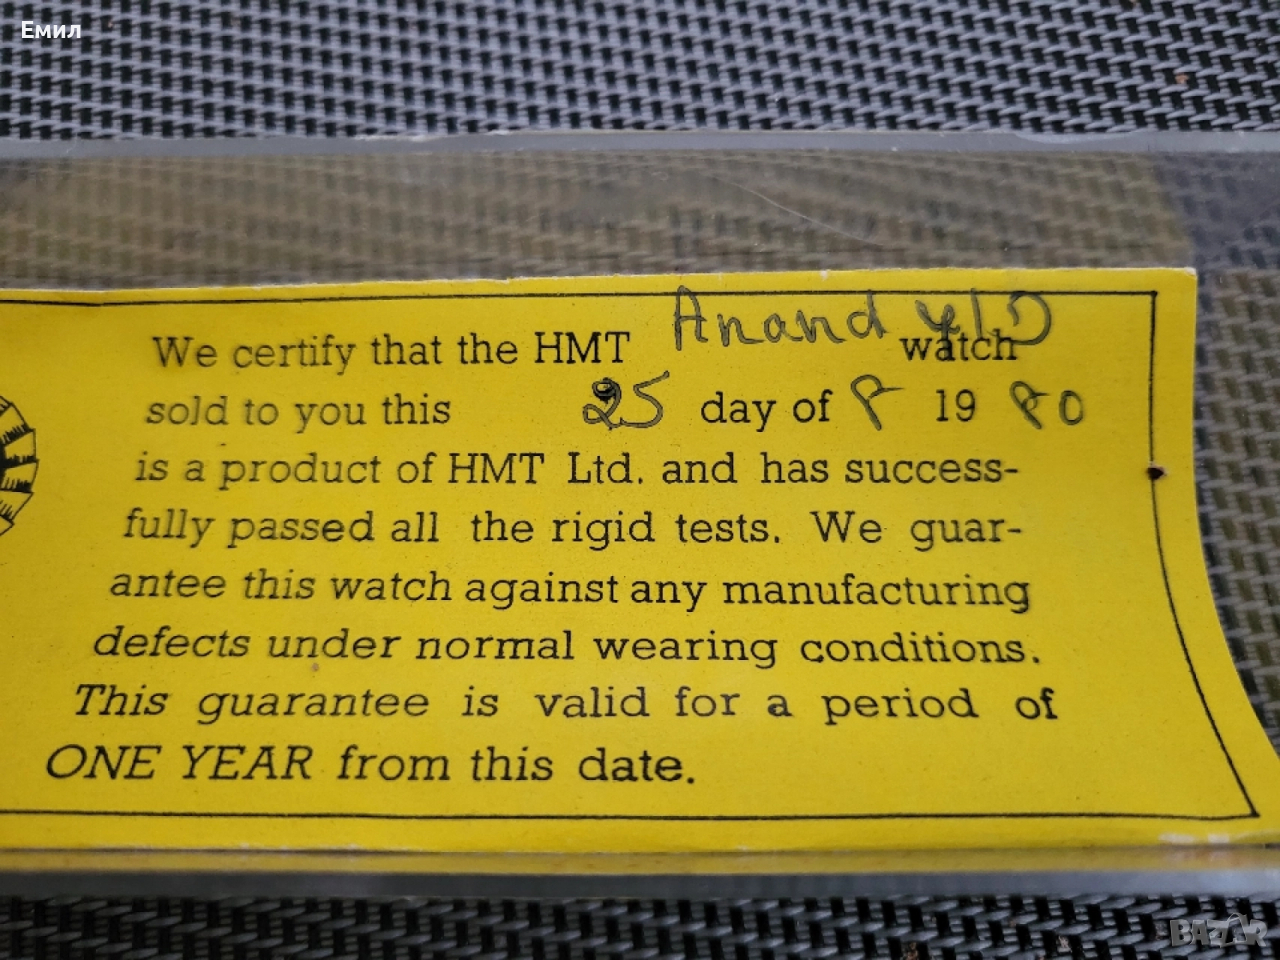 Емил
We certify that the HMT Anand watch
sold to you this 25 day of 8 1980
is a product of HMT Ltd. and has success-
fully passed all the rigid tests. We guar-
antee this watch against any manufacturing
defects under normal wearing conditions.
This guarantee is valid for a period of
ONE YEAR from this date.
BAZAR